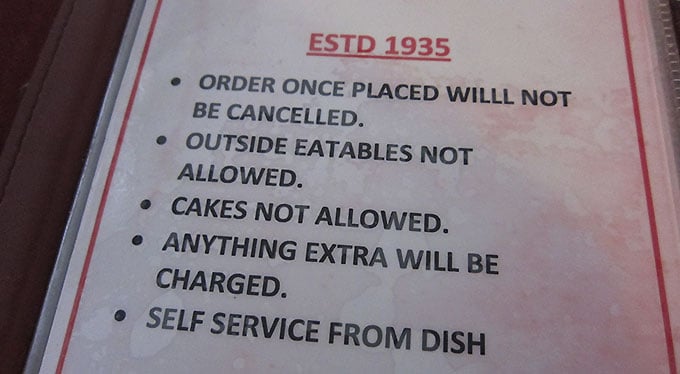 ESTD 1935
• ORDER ONCE PLACED WILLL NOT
BE CANCELLED.
• OUTSIDE EATABLES NOT
ALLOWED.
• CAKES NOT ALLOWED.
• ANYTHING EXTRA WILL BE
CHARGED.
• SELF SERVICE FROM DISH